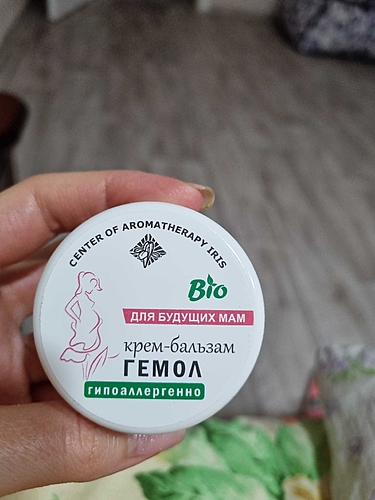 CENTER OF AROMATHERAPY IRIS
Bio
ДЛЯ БУДУЩИХ МАМ
крем-бальзам
ГЕМОЛ
гипоаллергенно